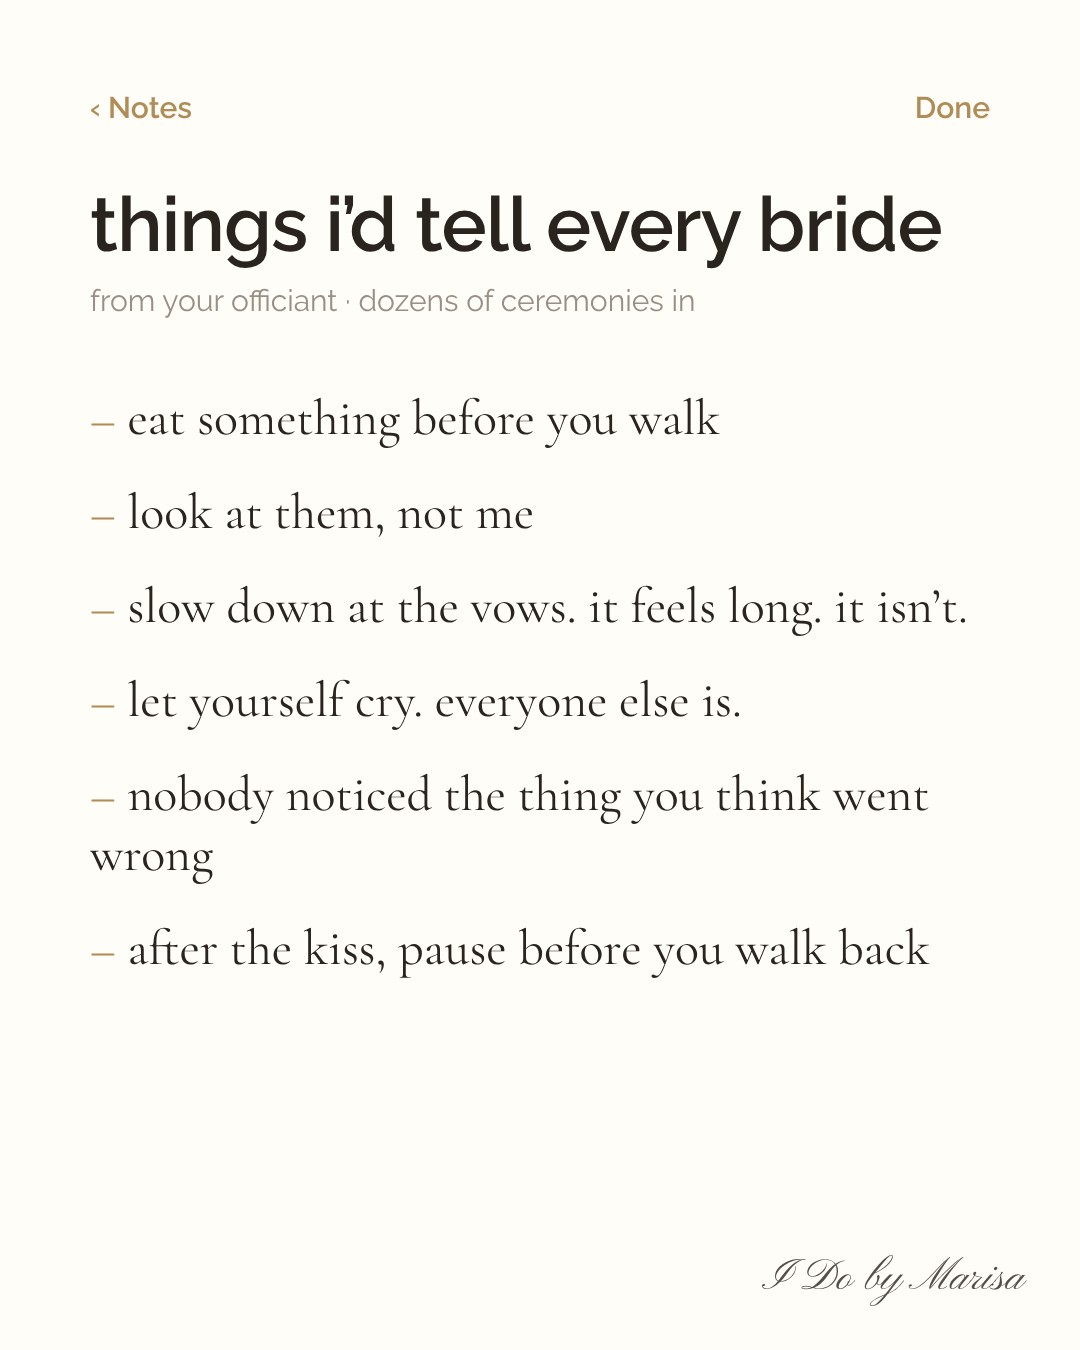 ‹ Notes
Done
things i’d tell every bride
from your officiant · dozens of ceremonies in
– eat something before you walk
– look at them, not me
– slow down at the vows. it feels long. it isn’t.
– let yourself cry. everyone else is.
– nobody noticed the thing you think went
wrong
– after the kiss, pause before you walk back
I Do by Marisa